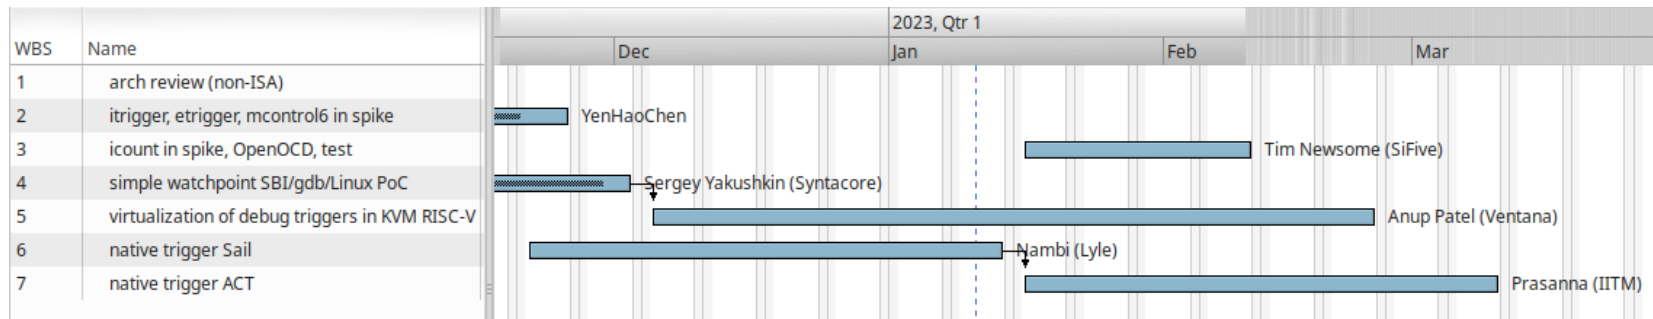 2023, Qtr 1
WBS Name Dec Jan Feb Mar
1 arch review (non-ISA)
2 itrigger, etrigger, mcontrol6 in spike YenHaoChen
3 icount in spike, OpenOCD, test Tim Newsome (SiFive)
4 simple watchpoint SBI/gdb/Linux PoC Sergey Yakushkin (Syntacore)
5 virtualization of debug triggers in KVM RISC-V Anup Patel (Ventana)
6 native trigger Sail Nambi (Lyle)
7 native trigger ACT Prasanna (IITM)